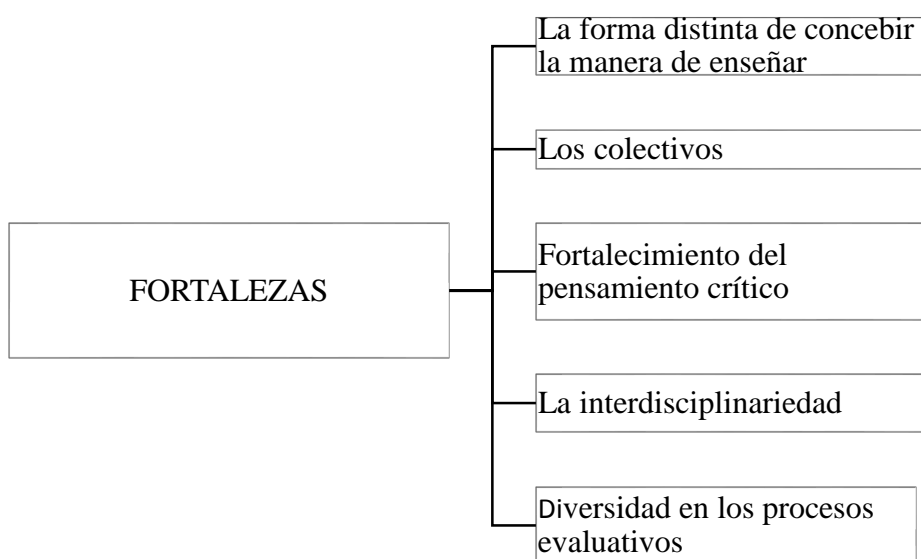 La forma distinta de concebir
la manera de enseñar
Los colectivos
FORTALEZAS
Fortalecimiento del
pensamiento crítico
La interdisciplinariedad
Diversidad en los procesos
evaluativos